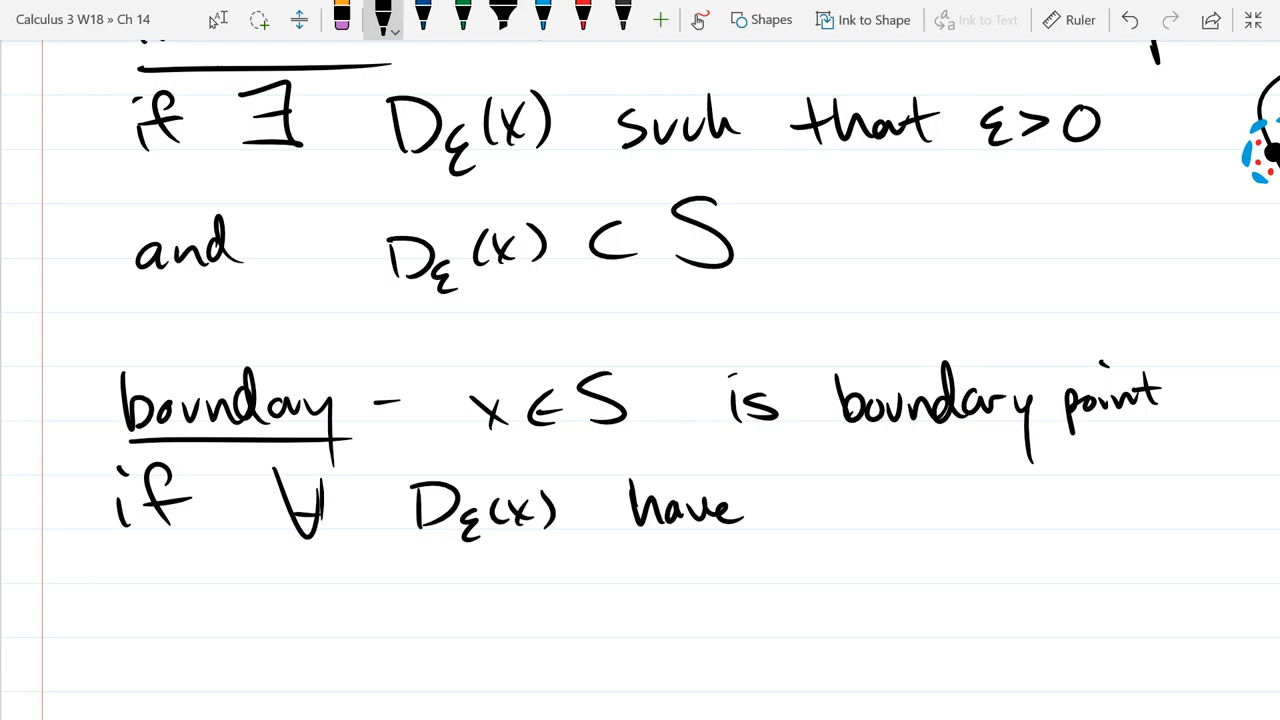 Calculus 3 W18 » Ch 14
Shapes
Ink to Shape
Ink to Text
Ruler
if ∃ Dε(x) such that ε>0
and Dε(x) ⊂ S
boundary - x ∈ S is boundary point
if ∀ Dε(x) have